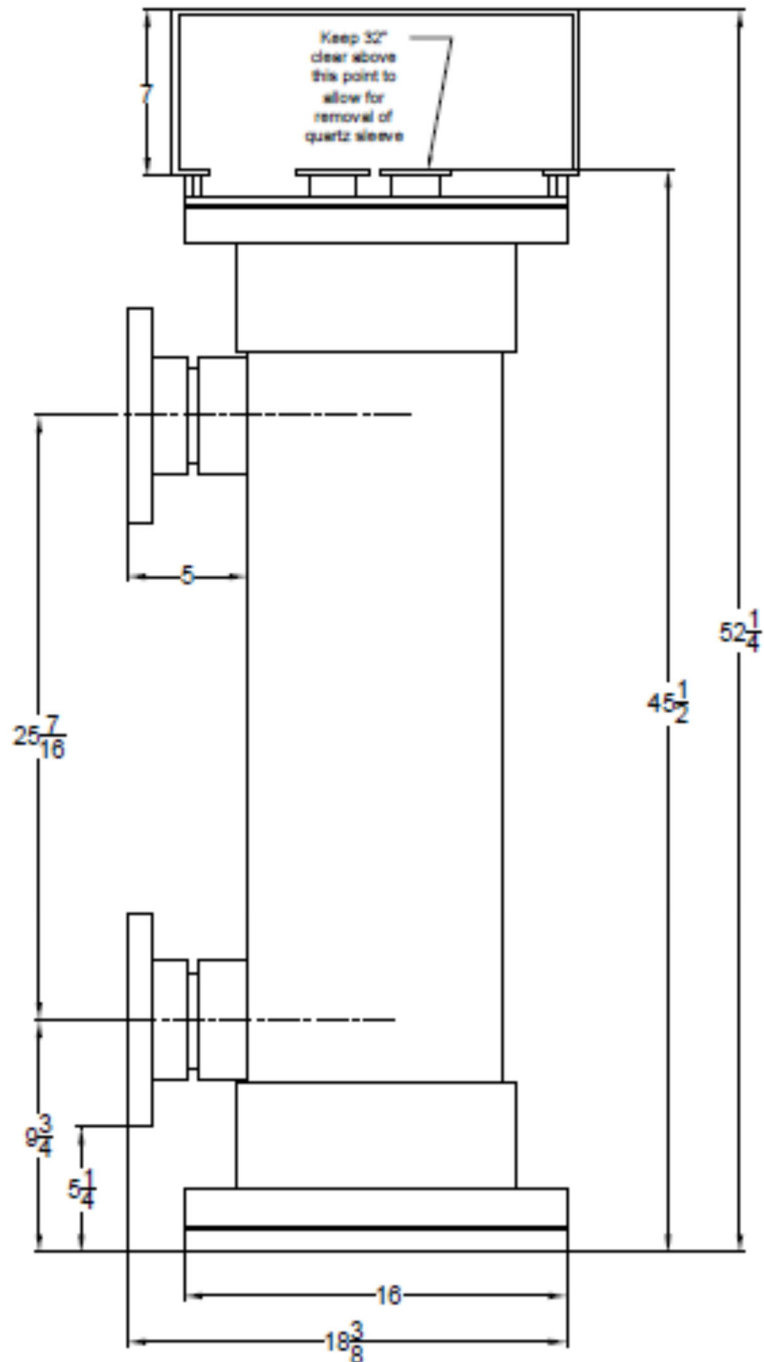 Keep 32"
clear above
this point to
allow for
removal of
quartz sleeve
7
5
52 1/4
45 1/2
25 7/16
9 3/4
5 1/4
16
18 3/8